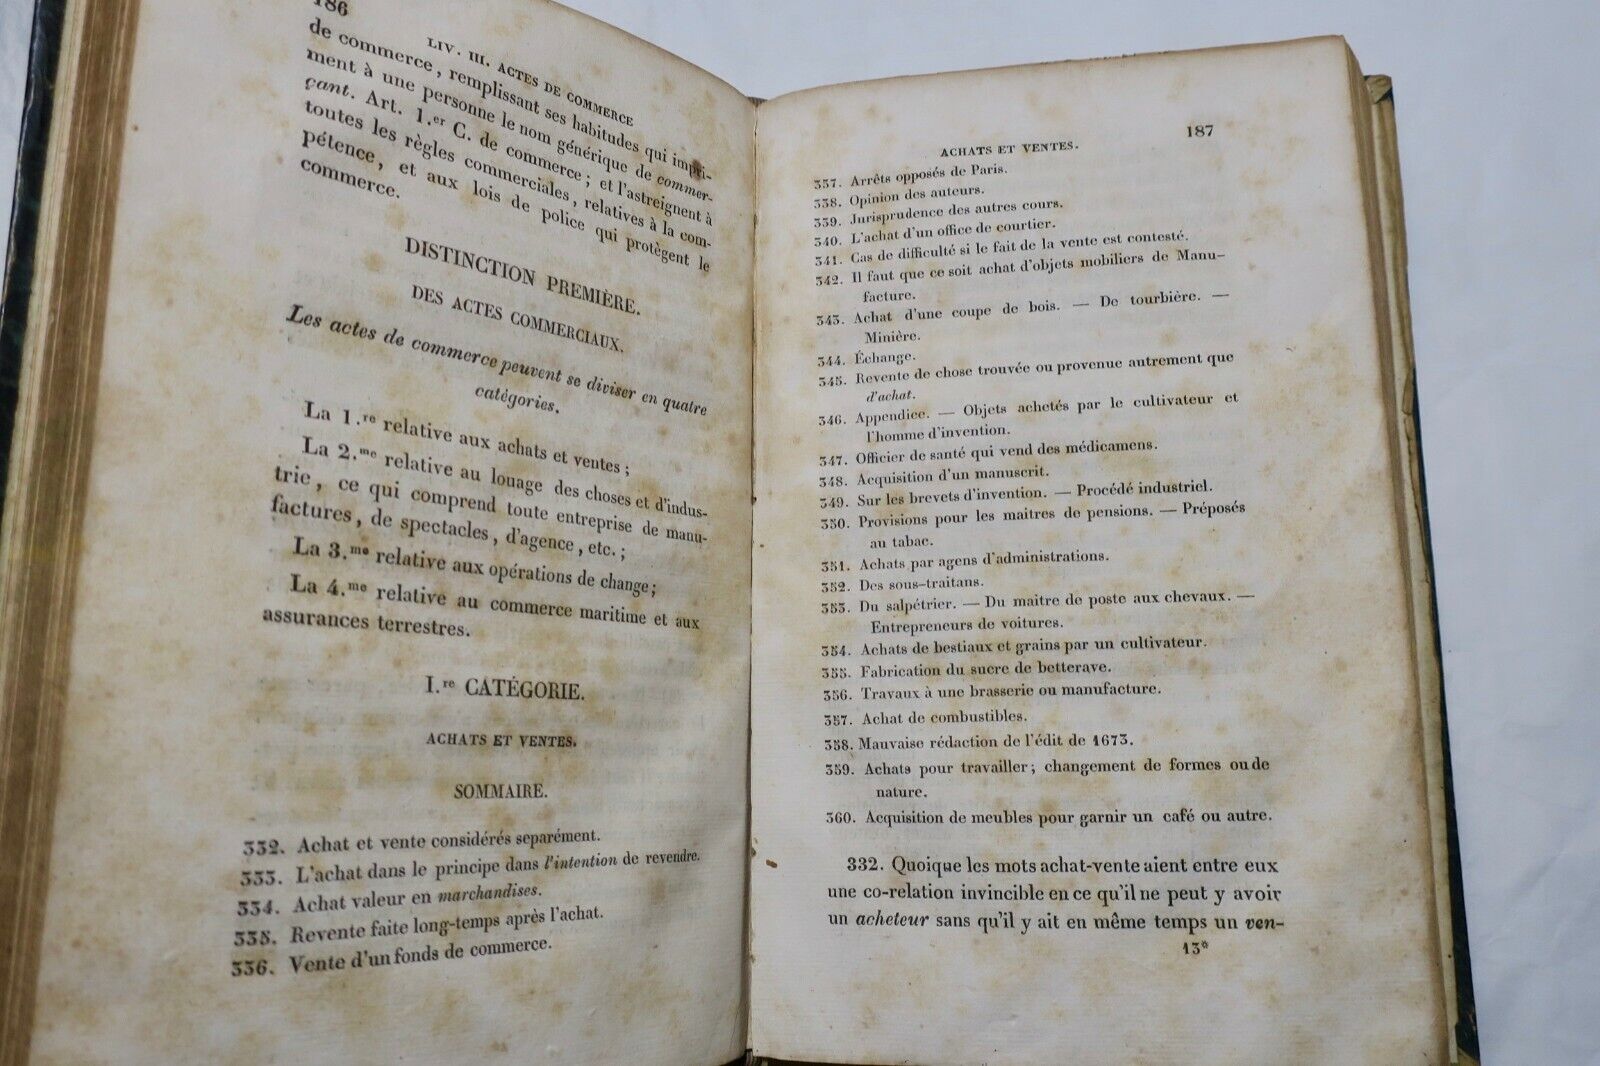 186
LIV. III. ACTES DE COMMERCE
de commerce, remplissant ses habitudes qui impri-
ment à une personne le nom générique de commer-
çant. Art. 1.er C. de commerce ; et l'astreignent à
toutes les règles commerciales, relatives à la com-
pétence, et aux lois de police qui protègent le
commerce.
DISTINCTION PREMIÈRE.
DES ACTES COMMERCIAUX.
Les actes de commerce peuvent se diviser en quatre
catégories.
La 1.re relative aux achats et ventes ;
La 2.me relative au louage des choses et d'indus-
trie, ce qui comprend toute entreprise de manu-
factures, de spectacles, d'agence, etc. ;
La 3.me relative aux opérations de change ;
La 4.me relative au commerce maritime et aux
assurances terrestres.
I.re CATÉGORIE.
ACHATS ET VENTES.
SOMMAIRE.
332. Achat et vente considérés separément.
333. L'achat dans le principe dans l'intention de revendre.
334. Achat valeur en marchandises.
335. Revente faite long-temps après l'achat.
336. Vente d'un fonds de commerce.
187
ACHATS ET VENTES.
337. Arrêts opposés de Paris.
338. Opinion des auteurs.
339. Jurisprudence des autres cours.
340. L'achat d'un office de courtier.
341. Cas de difficulté si le fait de la vente est contesté.
342. Il faut que ce soit achat d'objets mobiliers de Manu-
facture.
343. Achat d'une coupe de bois. — De tourbière. —
Minière.
344. Échange.
345. Revente de chose trouvée ou provenue autrement que
d'achat.
346. Appendice. — Objets achetés par le cultivateur et
l'homme d'invention.
347. Officier de santé qui vend des médicamens.
348. Acquisition d'un manuscrit.
349. Sur les brevets d'invention. — Procédé industriel.
350. Provisions pour les maitres de pensions. — Préposés
au tabac.
351. Achats par agens d'administrations.
352. Des sous-traitans.
353. Du salpétrier. — Du maitre de poste aux chevaux. —
Entrepreneurs de voitures.
354. Achats de bestiaux et grains par un cultivateur.
355. Fabrication du sucre de betterave.
356. Travaux à une brasserie ou manufacture.
357. Achat de combustibles.
358. Mauvaise rédaction de l'édit de 1673.
359. Achats pour travailler ; changement de formes ou de
nature.
360. Acquisition de meubles pour garnir un café ou autre.
332. Quoique les mots achat-vente aient entre eux
une co-relation invincible en ce qu'il ne peut y avoir
un acheteur sans qu'il y ait en même temps un ven-
13*